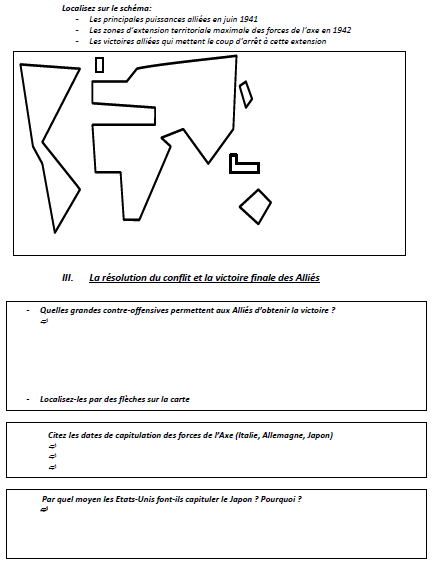 Localisez sur le schéma:
- Les principales puissances alliées en juin 1941
- Les zones d'extension territoriale maximale des forces de l'axe en 1942
- Les victoires alliées qui mettent le coup d'arrêt à cette extension
III. La résolution du conflit et la victoire finale des Alliés
- Quelles grandes contre-offensives permettent aux Alliés d'obtenir la victoire ?
- Localisez-les par des flèches sur la carte
Citez les dates de capitulation des forces de l'Axe (Italie, Allemagne, Japon)
Par quel moyen les Etats-Unis font-ils capituler le Japon ? Pourquoi ?